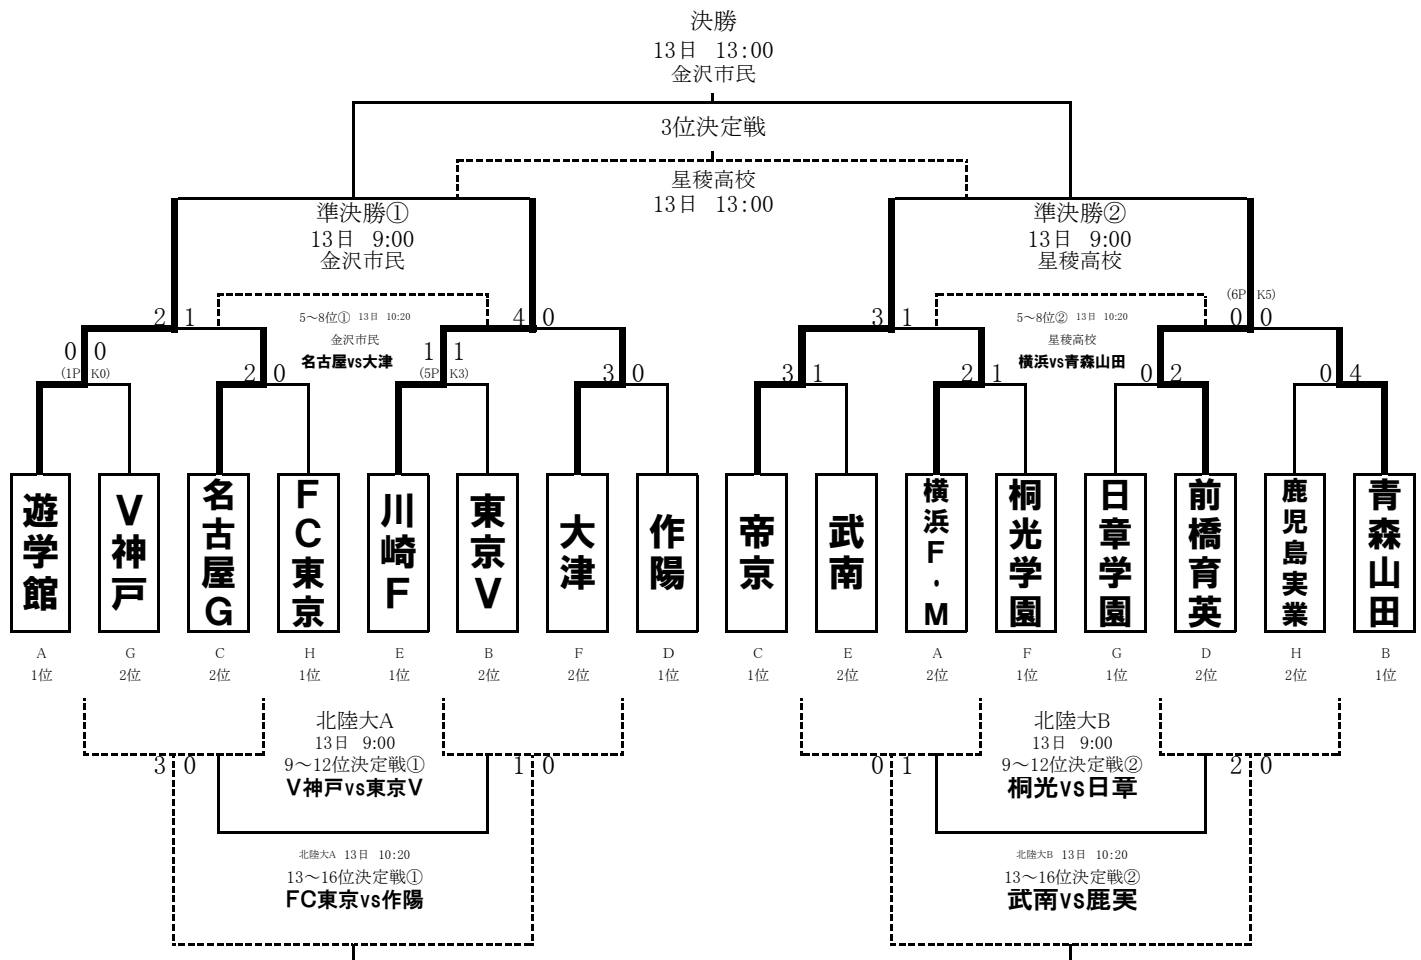 決勝
13日 13:00
金沢市民
3位決定戦
星稜高校
13日 13:00
準決勝①
13日 9:00
金沢市民
準決勝②
13日 9:00
星稜高校
2 1
5～8位① 13日 10:20
金沢市民
名古屋vs大津
4 0
3 1
5～8位② 13日 10:20
星稜高校
横浜vs青森山田
(6P K5)
0 0
0 0
(1P K0)
2 0
1 1
(5P K3)
3 0
3 1
2 1
0 2
0 4
遊学館
V神戸
名古屋G
FC東京
川崎F
東京V
大津
作陽
帝京
武南
横浜F・M
桐光学園
日章学園
前橋育英
鹿児島実業
青森山田
A G C H E B F D C E A F G D H B
1位 2位 2位 1位 1位 2位 2位 1位 1位 2位 2位 1位 1位 2位 2位 1位
北陸大A
13日 9:00
9～12位決定戦①
V神戸vs東京V
3 0
1 0
北陸大B
13日 9:00
9～12位決定戦②
桐光vs日章
0 1
2 0
北陸大A 13日 10:20
13～16位決定戦①
FC東京vs作陽
北陸大B 13日 10:20
13～16位決定戦②
武南vs鹿実